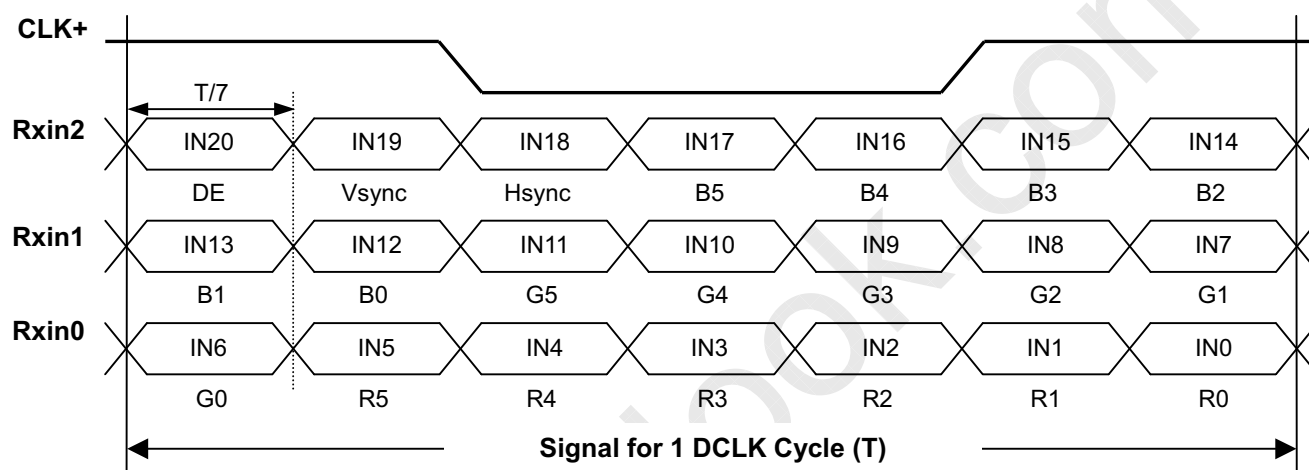 CLK+
T/7
Rxin2 IN20 IN19 IN18 IN17 IN16 IN15 IN14
DE Vsync Hsync B5 B4 B3 B2
Rxin1 IN13 IN12 IN11 IN10 IN9 IN8 IN7
B1 B0 G5 G4 G3 G2 G1
Rxin0 IN6 IN5 IN4 IN3 IN2 IN1 IN0
G0 R5 R4 R3 R2 R1 R0
Signal for 1 DCLK Cycle (T)